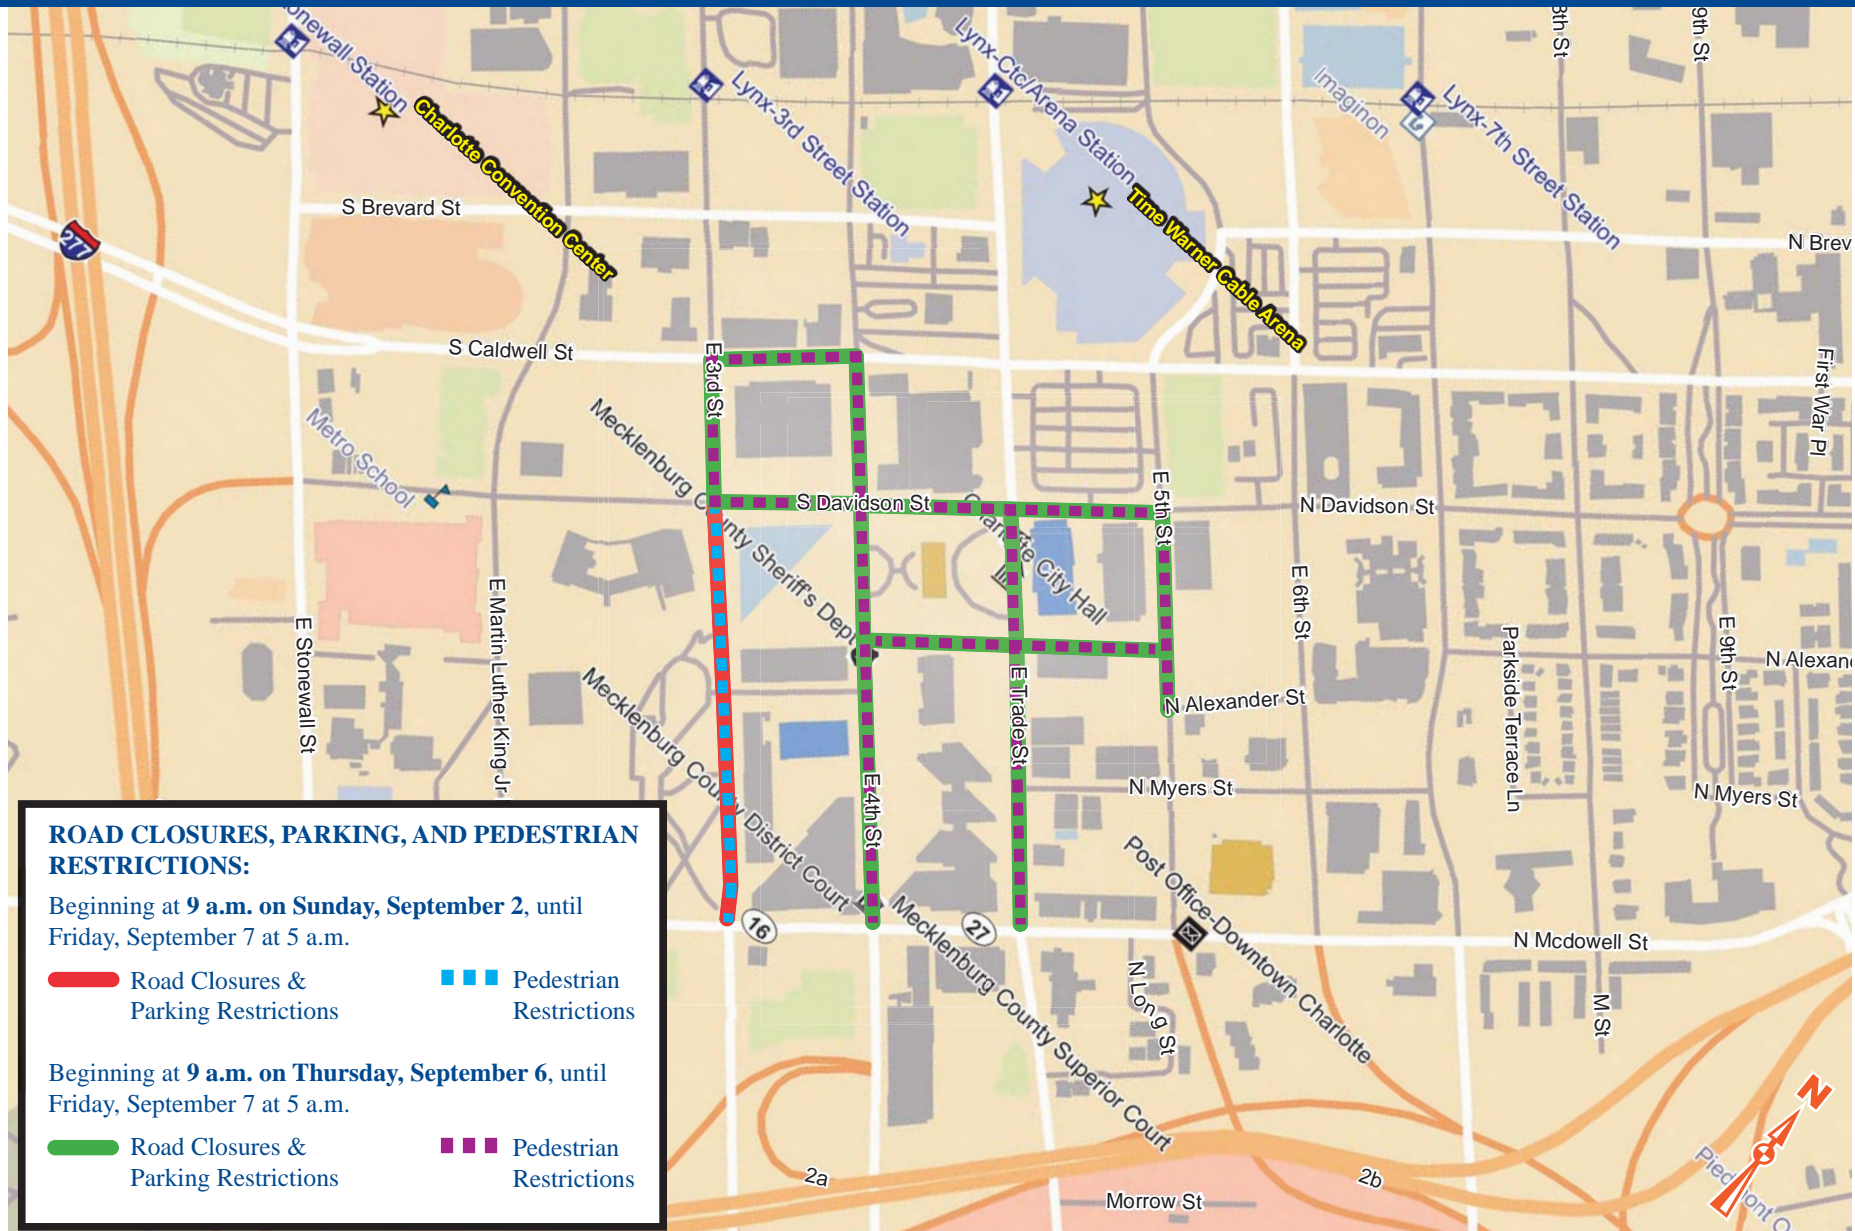 8th St
9th St
Stonewall Station
Lynx-3rd Street Station
Lynx-Ctc/Arena Station
Imaginon
Lynx-7th Street Station
Charlotte Convention Center
Time Warner Cable Arena
277
S Brevard St
N Brev
S Caldwell St
E 3rd St
First War Pl
Metro School
Mecklenburg County Sheriff's Dept
S Davidson St
Charlotte City Hall
E 5th St
N Davidson St
E Stonewall St
E Martin Luther King Jr
E 6th St
Parkside Terrace Ln
E 9th St
N Alexan
N Alexander St
E Trade St
E 4th St
Mecklenburg County District Court
N Myers St
N Myers St
Post Office-Downtown Charlotte
16
27
Mecklenburg County Superior Court
N Mcdowell St
N Long St
M St
2a
2b
Morrow St
Piedmont
N
ROAD CLOSURES, PARKING, AND PEDESTRIAN
RESTRICTIONS:
Beginning at 9 a.m. on Sunday, September 2, until
Friday, September 7 at 5 a.m.
Road Closures &
Parking Restrictions
Pedestrian
Restrictions
Beginning at 9 a.m. on Thursday, September 6, until
Friday, September 7 at 5 a.m.
Road Closures &
Parking Restrictions
Pedestrian
Restrictions